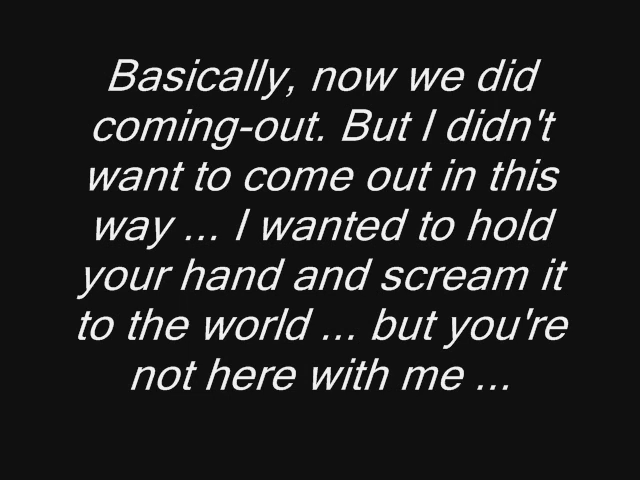 Basically, now we did
coming-out. But I didn't
want to come out in this
way ... I wanted to hold
your hand and scream it
to the world ... but you're
not here with me ...